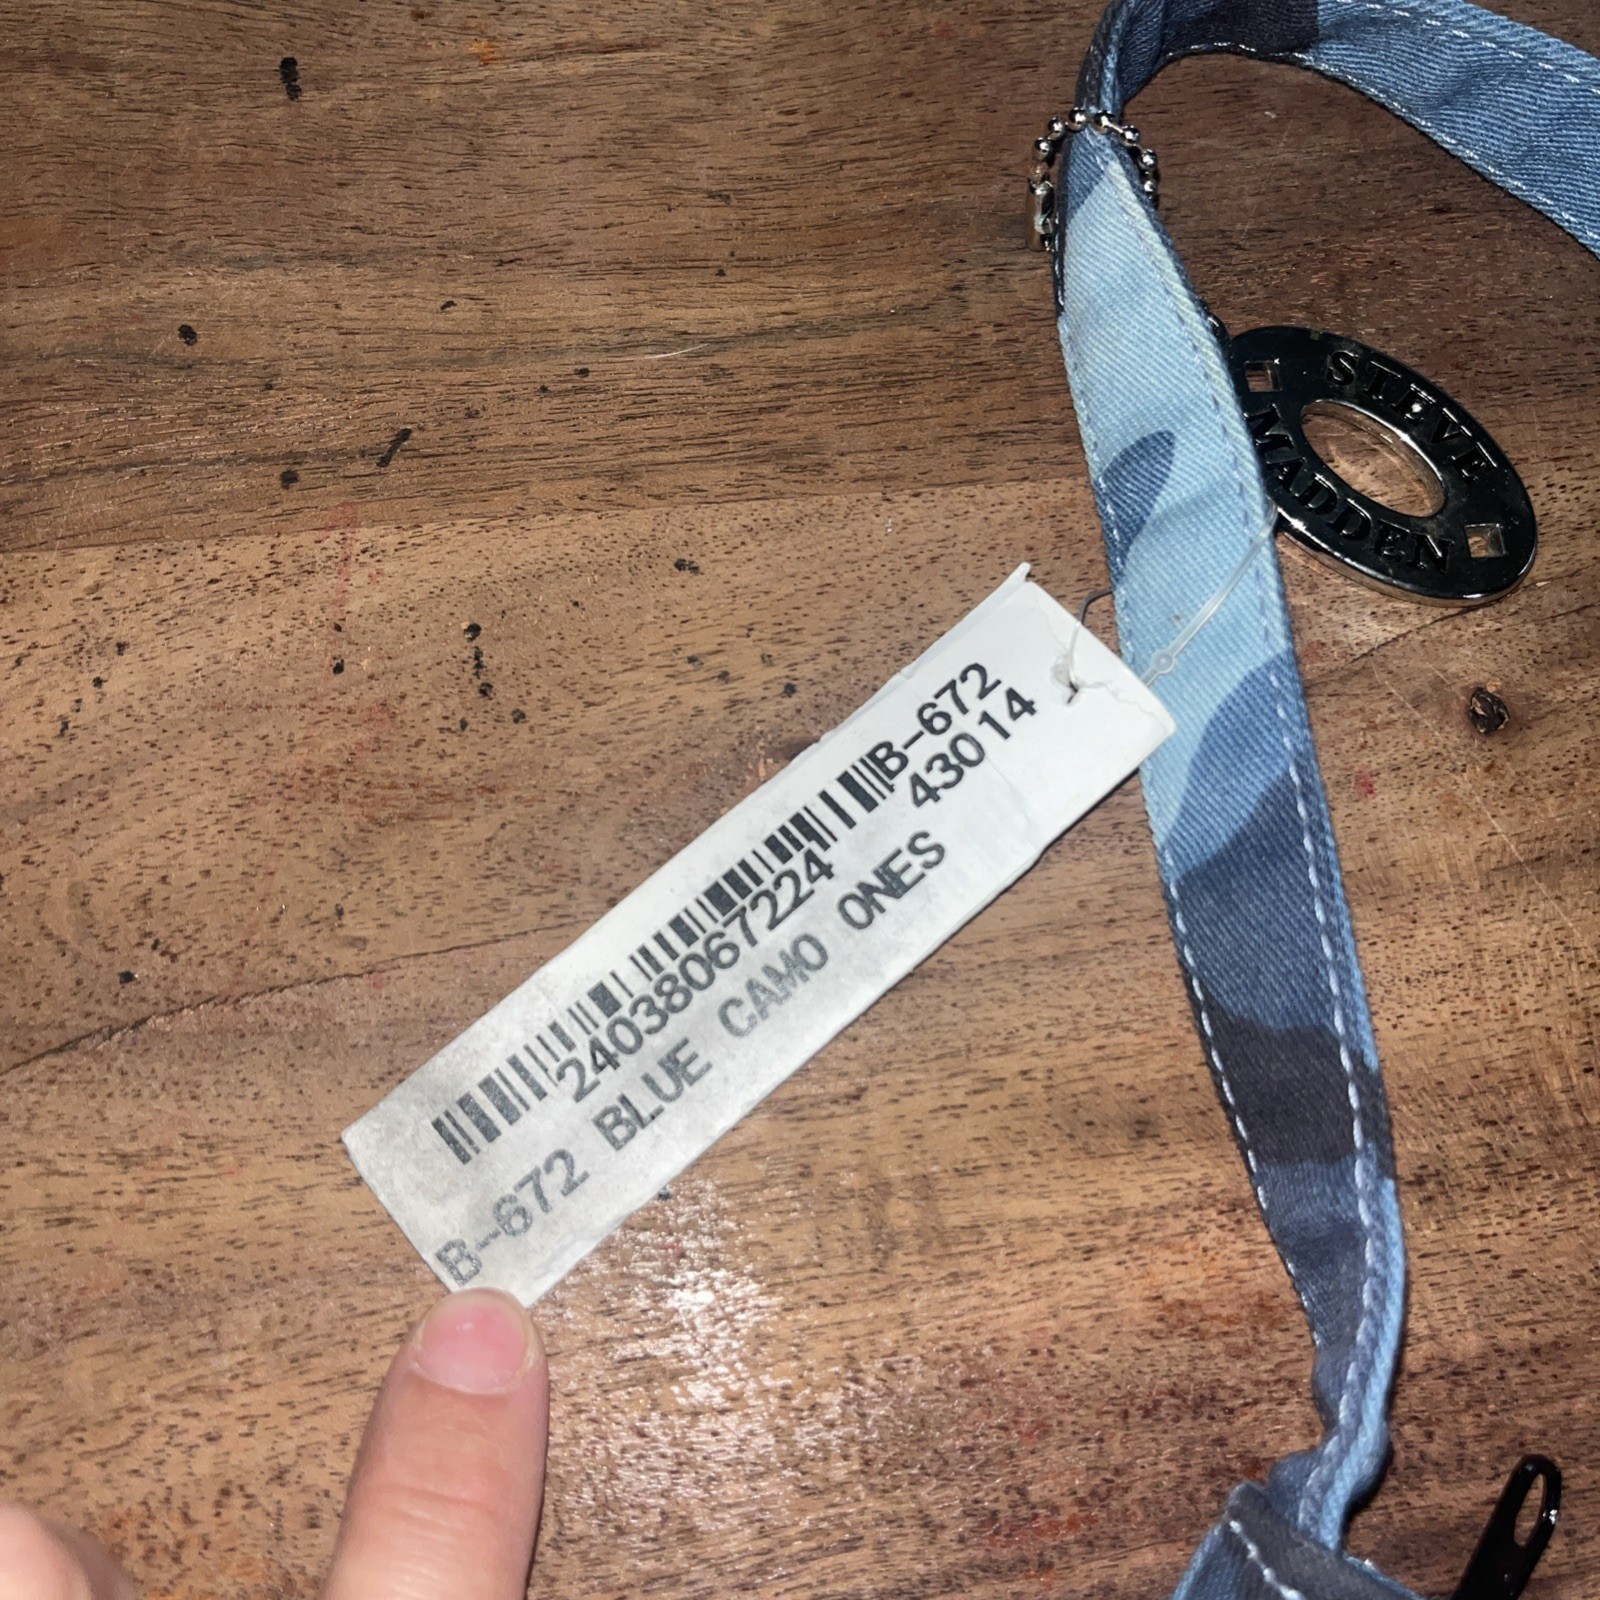 B-672
43014
24038067224
B-672 BLUE CAMO ONES
STEVE
MADDEN